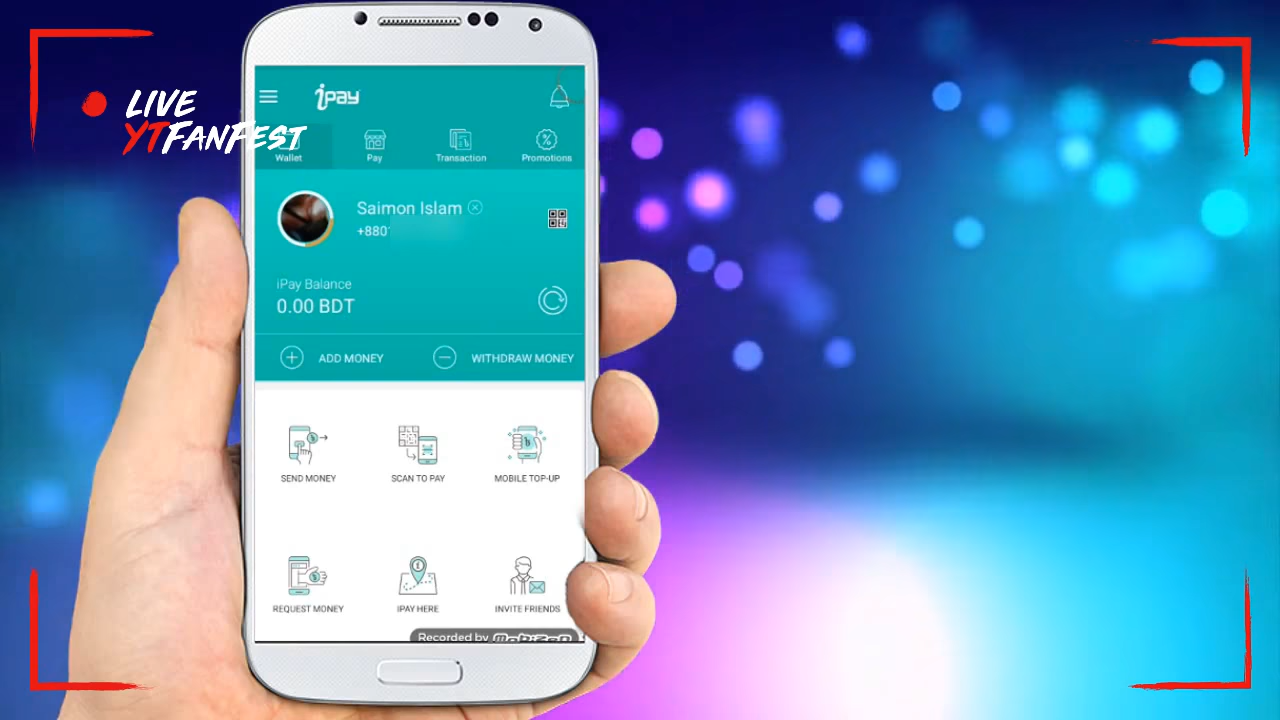 LIVE
YTFANFEST
iPay
Wallet
Pay
Transaction
Promotions
Saimon Islam
+880
iPay Balance
0.00 BDT
ADD MONEY
WITHDRAW MONEY
SEND MONEY
SCAN TO PAY
MOBILE TOP-UP
REQUEST MONEY
IPAY HERE
INVITE FRIENDS
Recorded by MOBIZEN